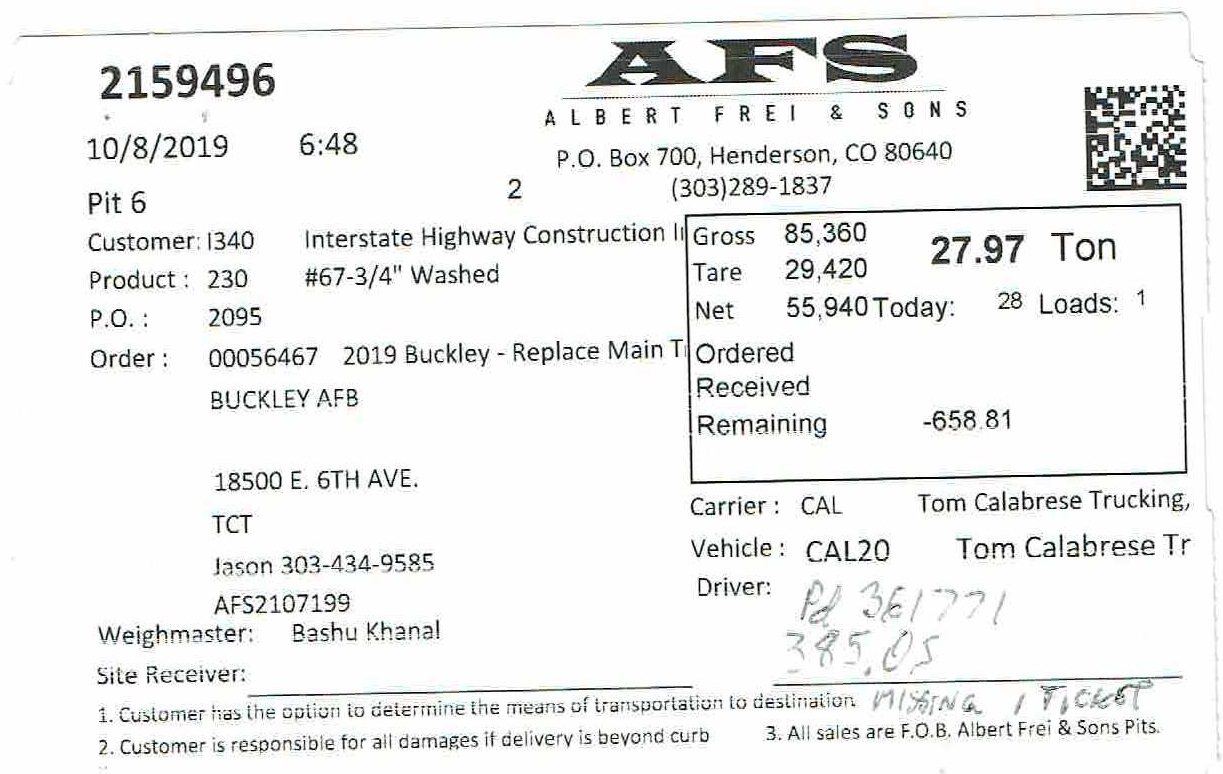 2159496
AFS
ALBERT FREI & SONS
10/8/2019 6:48
P.O. Box 700, Henderson, CO 80640
(303)289-1837
Pit 6 2
Customer: I340 Interstate Highway Construction I
Product : 230 #67-3/4" Washed
P.O. : 2095
Order : 00056467 2019 Buckley - Replace Main T
BUCKLEY AFB
18500 E. 6TH AVE.
TCT
Jason 303-434-9585
AFS2107199
Weighmaster: Bashu Khanal
Site Receiver:
Gross 85,360 27.97 Ton
Tare 29,420
Net 55,940 Today: 28 Loads: 1
Ordered
Received
Remaining -658.81
Carrier : CAL Tom Calabrese Trucking,
Vehicle : CAL20 Tom Calabrese Tr
Driver:
Pd 361771
385.05
MISSING 1 TICKET
1. Customer has the option to determine the means of transportation to destination
2. Customer is responsible for all damages if delivery is beyond curb
3. All sales are F.O.B. Albert Frei & Sons Pits.